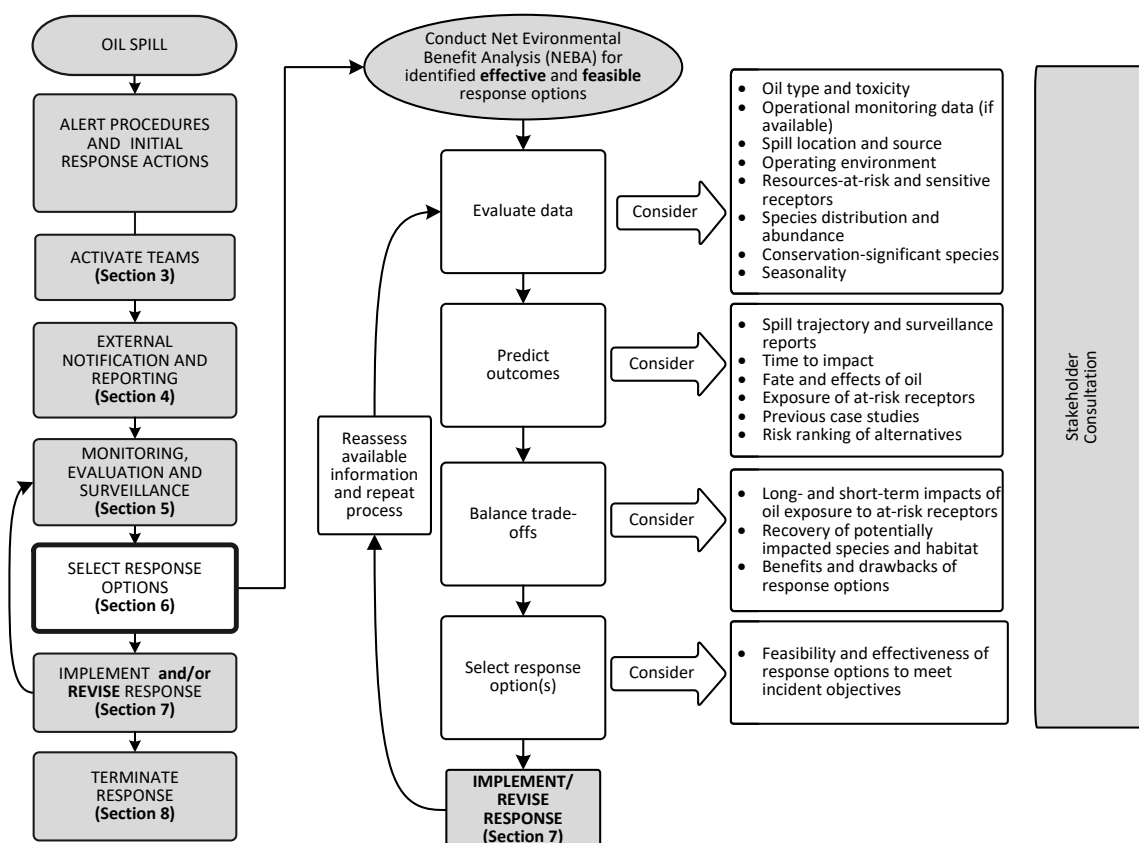 OIL SPILL
ALERT PROCEDURES
AND INITIAL
RESPONSE ACTIONS
ACTIVATE TEAMS
(Section 3)
EXTERNAL
NOTIFICATION AND
REPORTING
(Section 4)
MONITORING,
EVALUATION AND
SURVEILLANCE
(Section 5)
SELECT RESPONSE
OPTIONS
(Section 6)
IMPLEMENT and/or
REVISE RESPONSE
(Section 7)
TERMINATE
RESPONSE
(Section 8)
Conduct Net Evironmental
Benefit Analysis (NEBA) for
identified effective and feasible
response options
Evaluate data
Consider
• Oil type and toxicity
• Operational monitoring data (if
available)
• Spill location and source
• Operating environment
• Resources-at-risk and sensitive
receptors
• Species distribution and
abundance
• Conservation-significant species
• Seasonality
Predict
outcomes
Consider
• Spill trajectory and surveillance
reports
• Time to impact
• Fate and effects of oil
• Exposure of at-risk receptors
• Previous case studies
• Risk ranking of alternatives
Reassess
available
information
and repeat
process
Balance trade-
offs
Consider
• Long- and short-term impacts of
oil exposure to at-risk receptors
• Recovery of potentially
impacted species and habitat
• Benefits and drawbacks of
response options
Select response
option(s)
Consider
• Feasibility and effectiveness of
response options to meet
incident objectives
IMPLEMENT/
REVISE
RESPONSE
(Section 7)
Stakeholder
Consultation